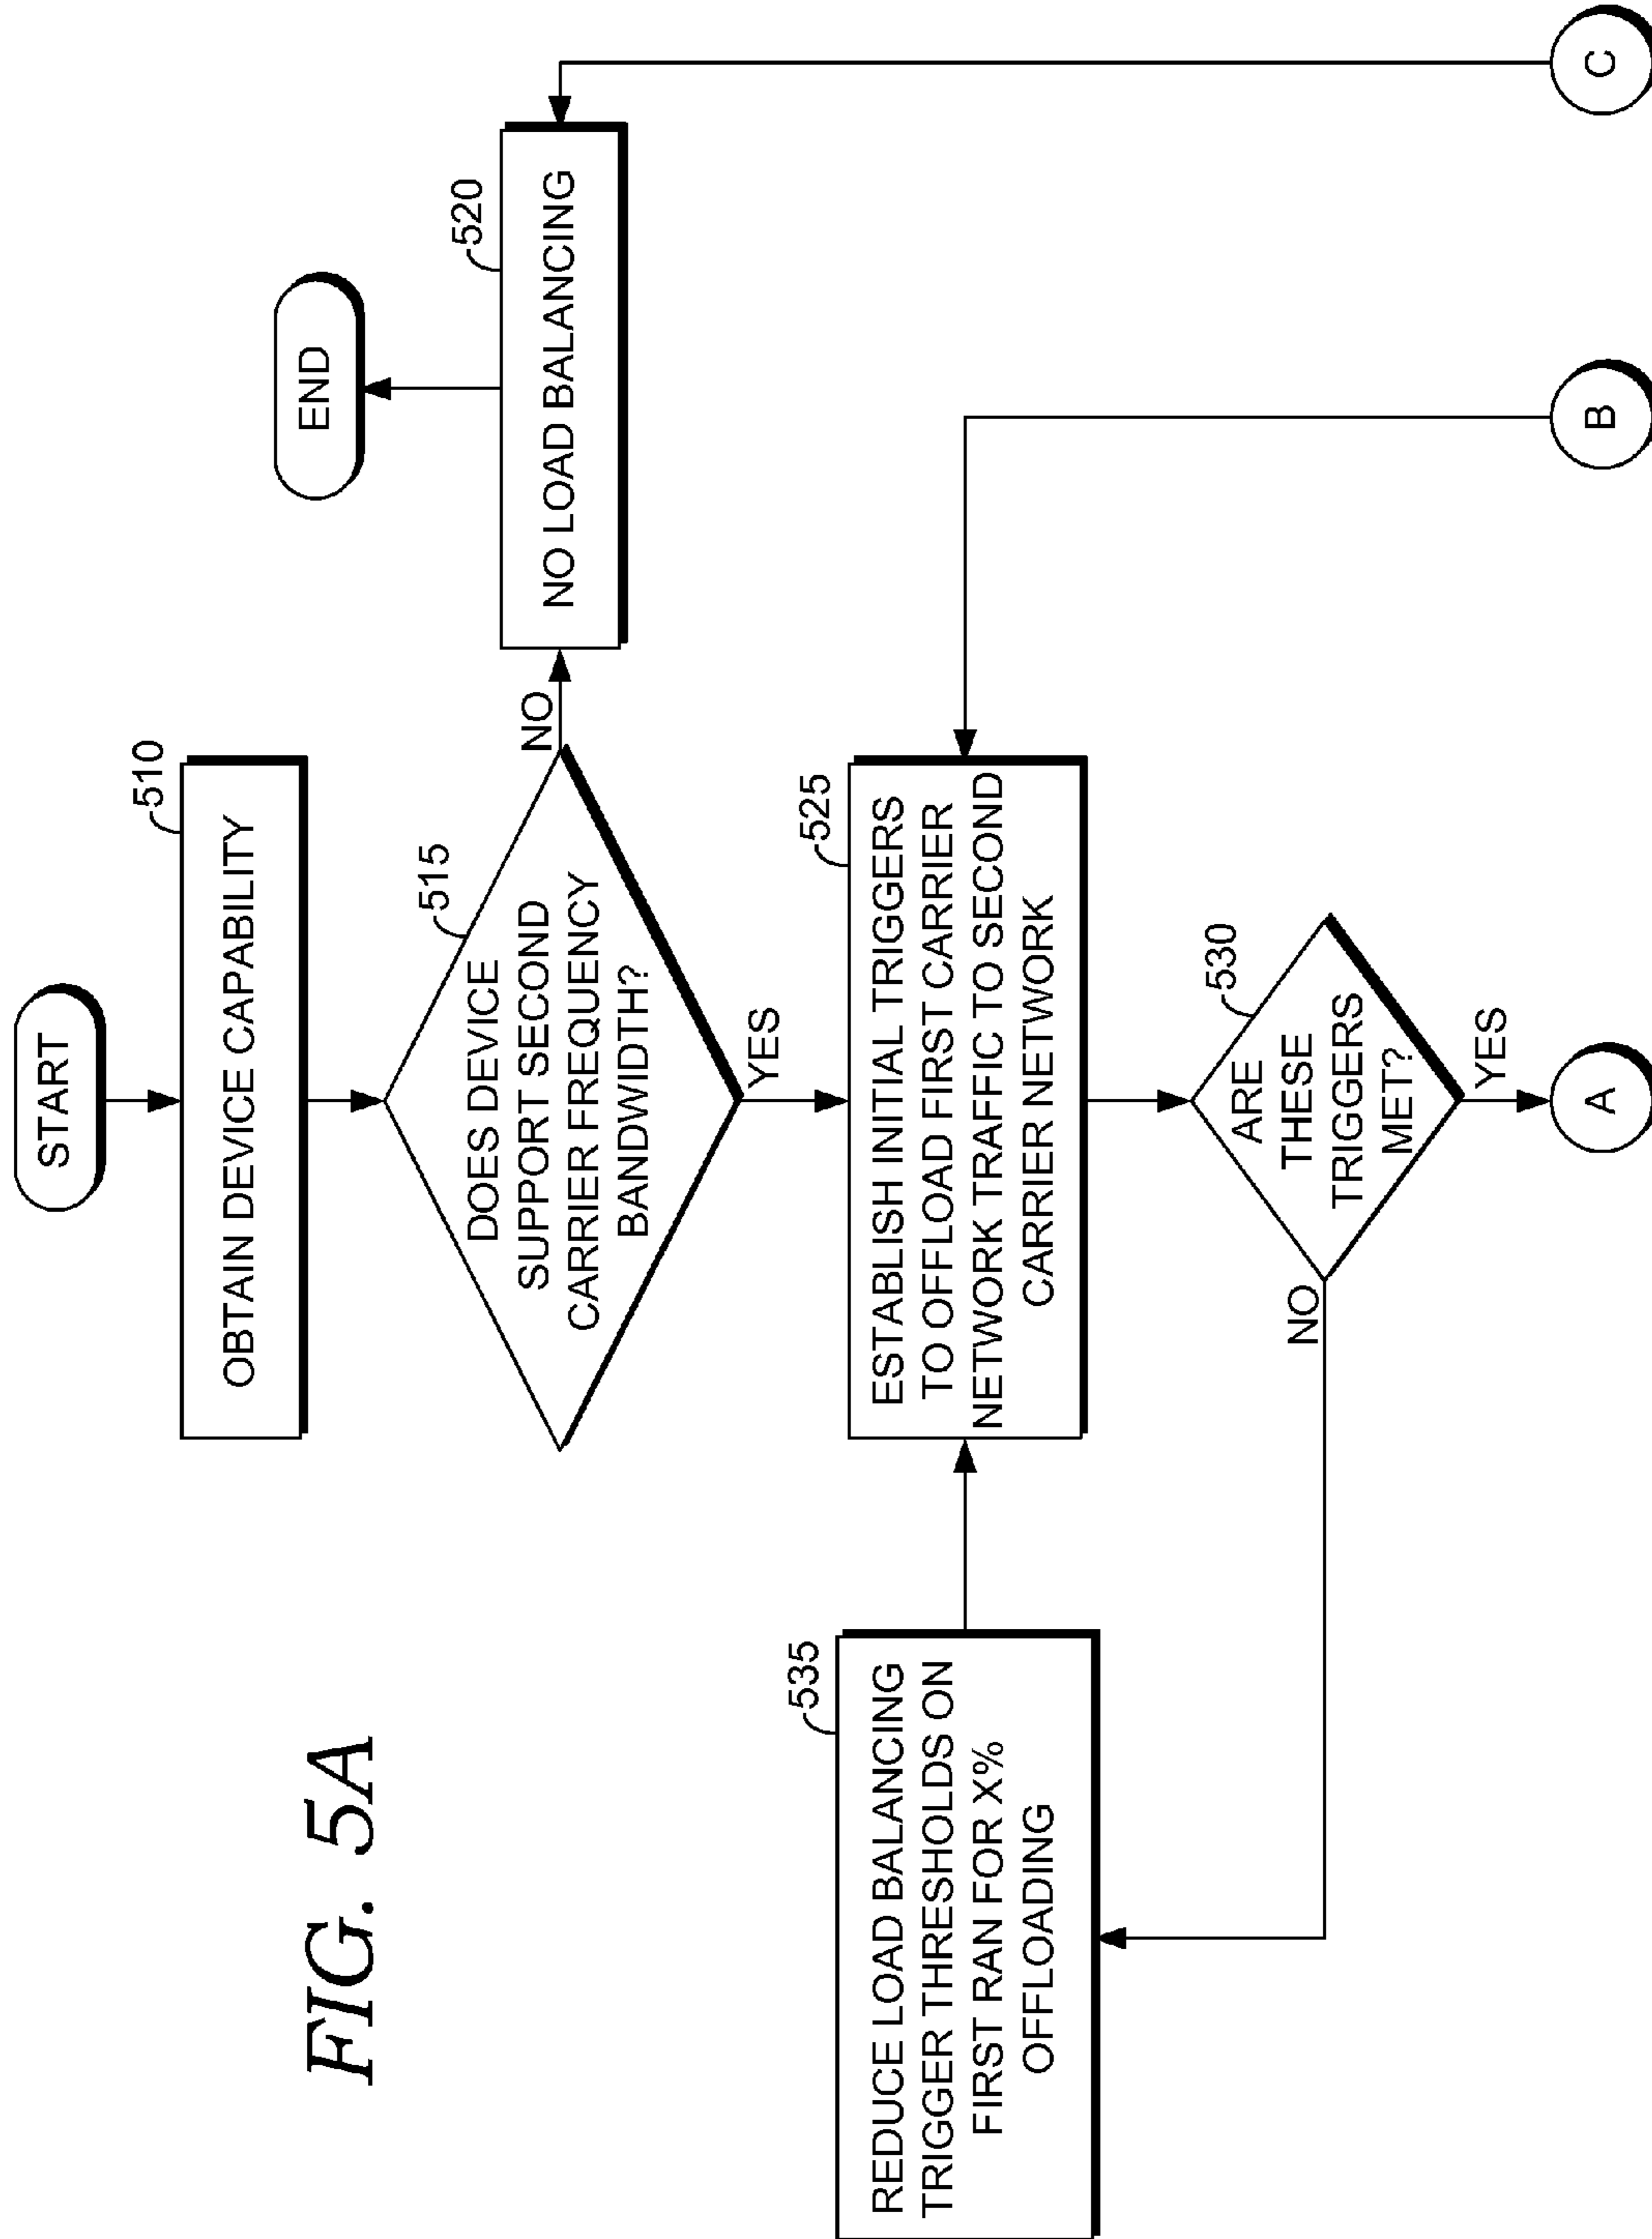 START
510
OBTAIN DEVICE CAPABILITY
515
DOES DEVICE
SUPPORT SECOND
CARRIER FREQUENCY
BANDWIDTH?
NO
YES
END
520
NO LOAD BALANCING
525
ESTABLISH INITIAL TRIGGERS
TO OFFLOAD FIRST CARRIER
NETWORK TRAFFIC TO SECOND
CARRIER NETWORK
535
REDUCE LOAD BALANCING
TRIGGER THRESHOLDS ON
FIRST RAN FOR X%
OFFLOADING
530
ARE
THESE
TRIGGERS
MET?
NO
YES
A
B
C
FIG. 5A